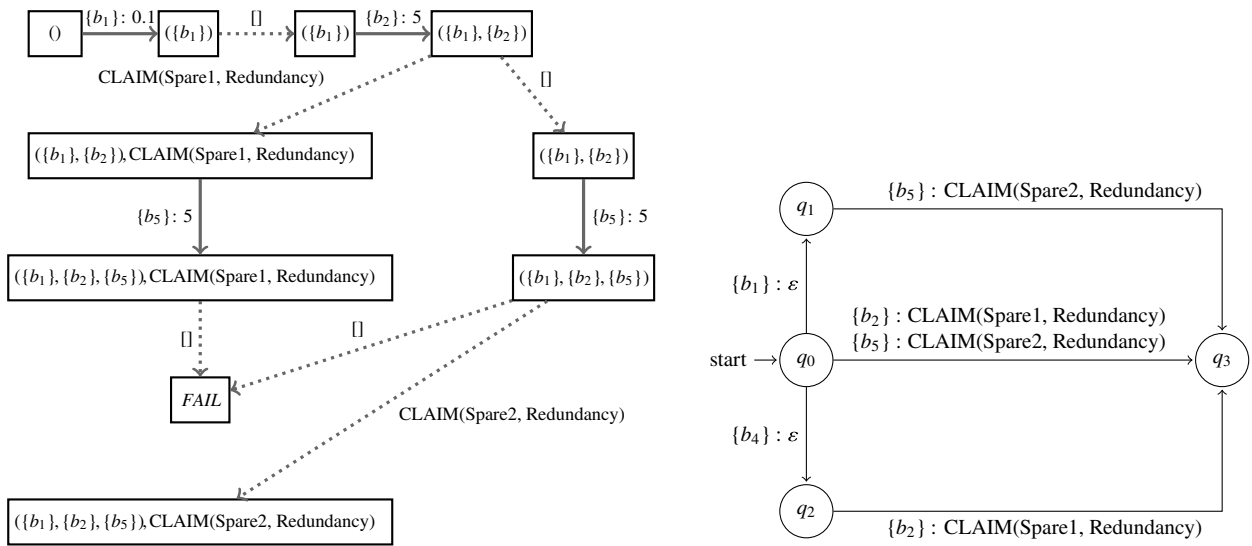 ()
{b₁}: 0.1
({b₁})
[]
({b₁})
{b₂}: 5
({b₁}, {b₂})
CLAIM(Spare1, Redundancy)
[]
({b₁}, {b₂}),CLAIM(Spare1, Redundancy)
({b₁}, {b₂})
{b₅}: 5
{b₅}: 5
({b₁}, {b₂}, {b₅}),CLAIM(Spare1, Redundancy)
({b₁}, {b₂}, {b₅})
[]
[]
FAIL
CLAIM(Spare2, Redundancy)
({b₁}, {b₂}, {b₅}),CLAIM(Spare2, Redundancy)
q₁
{b₅} : CLAIM(Spare2, Redundancy)
{b₁} : ε
{b₂} : CLAIM(Spare1, Redundancy)
{b₅} : CLAIM(Spare2, Redundancy)
start
q₀
q₃
{b₄} : ε
q₂
{b₂} : CLAIM(Spare1, Redundancy)